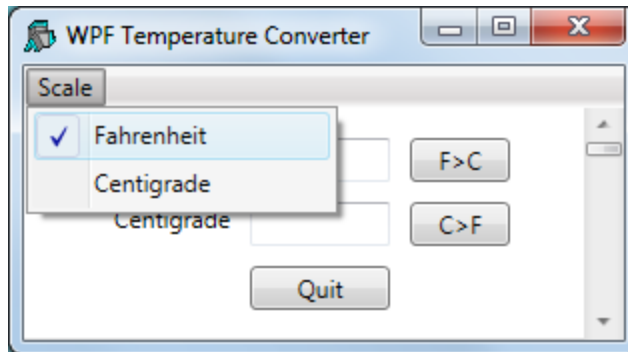 WPF Temperature Converter
Scale
Fahrenheit
F>C
Centigrade
Centigrade
C>F
Quit